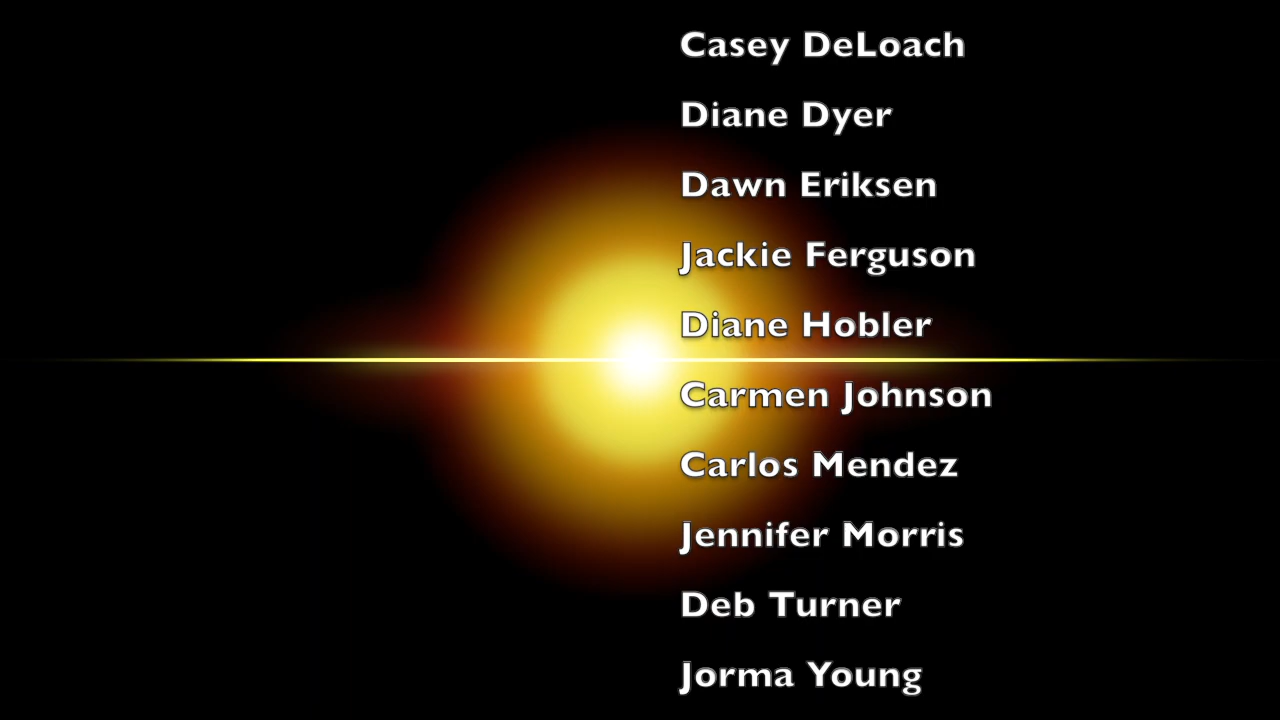 Casey DeLoach
Diane Dyer
Dawn Eriksen
Jackie Ferguson
Diane Hobler
Carmen Johnson
Carlos Mendez
Jennifer Morris
Deb Turner
Jorma Young